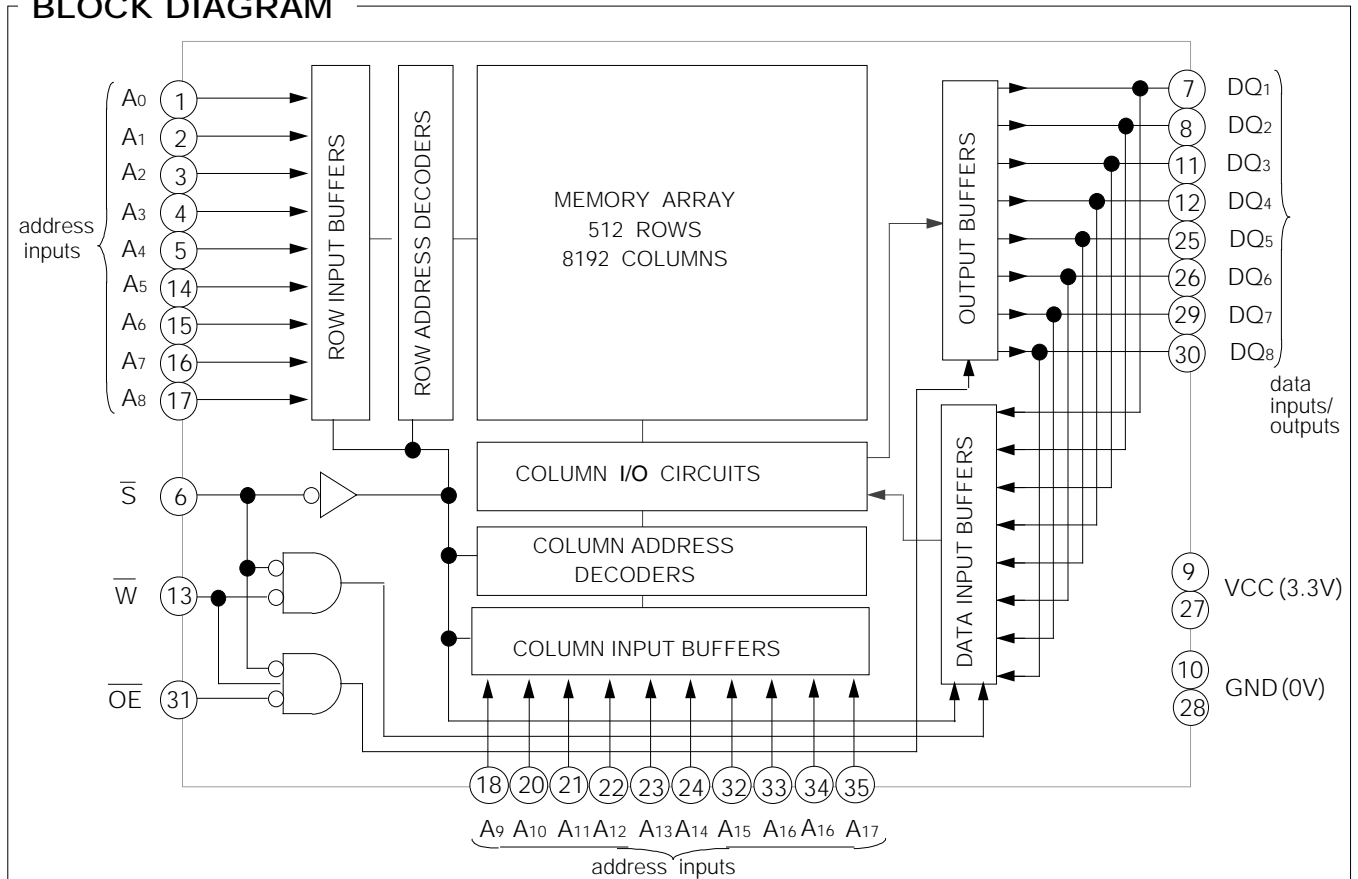 BLOCK DIAGRAM
address
inputs
A0 1
A1 2
A2 3
A3 4
A4 5
A5 14
A6 15
A7 16
A8 17
S̅ 6
W̅ 13
O̅E̅ 31
ROW INPUT BUFFERS
ROW ADDRESS DECODERS
MEMORY ARRAY
512 ROWS
8192 COLUMNS
COLUMN I/O CIRCUITS
COLUMN ADDRESS
DECODERS
COLUMN INPUT BUFFERS
OUTPUT BUFFERS
DATA INPUT BUFFERS
7 DQ1
8 DQ2
11 DQ3
12 DQ4
25 DQ5
26 DQ6
29 DQ7
30 DQ8
data
inputs/
outputs
9
27
VCC (3.3V)
10
28
GND (0V)
18 20 21 22 23 24 32 33 34 35
A9 A10 A11 A12 A13 A14 A15 A16 A16 A17
address inputs